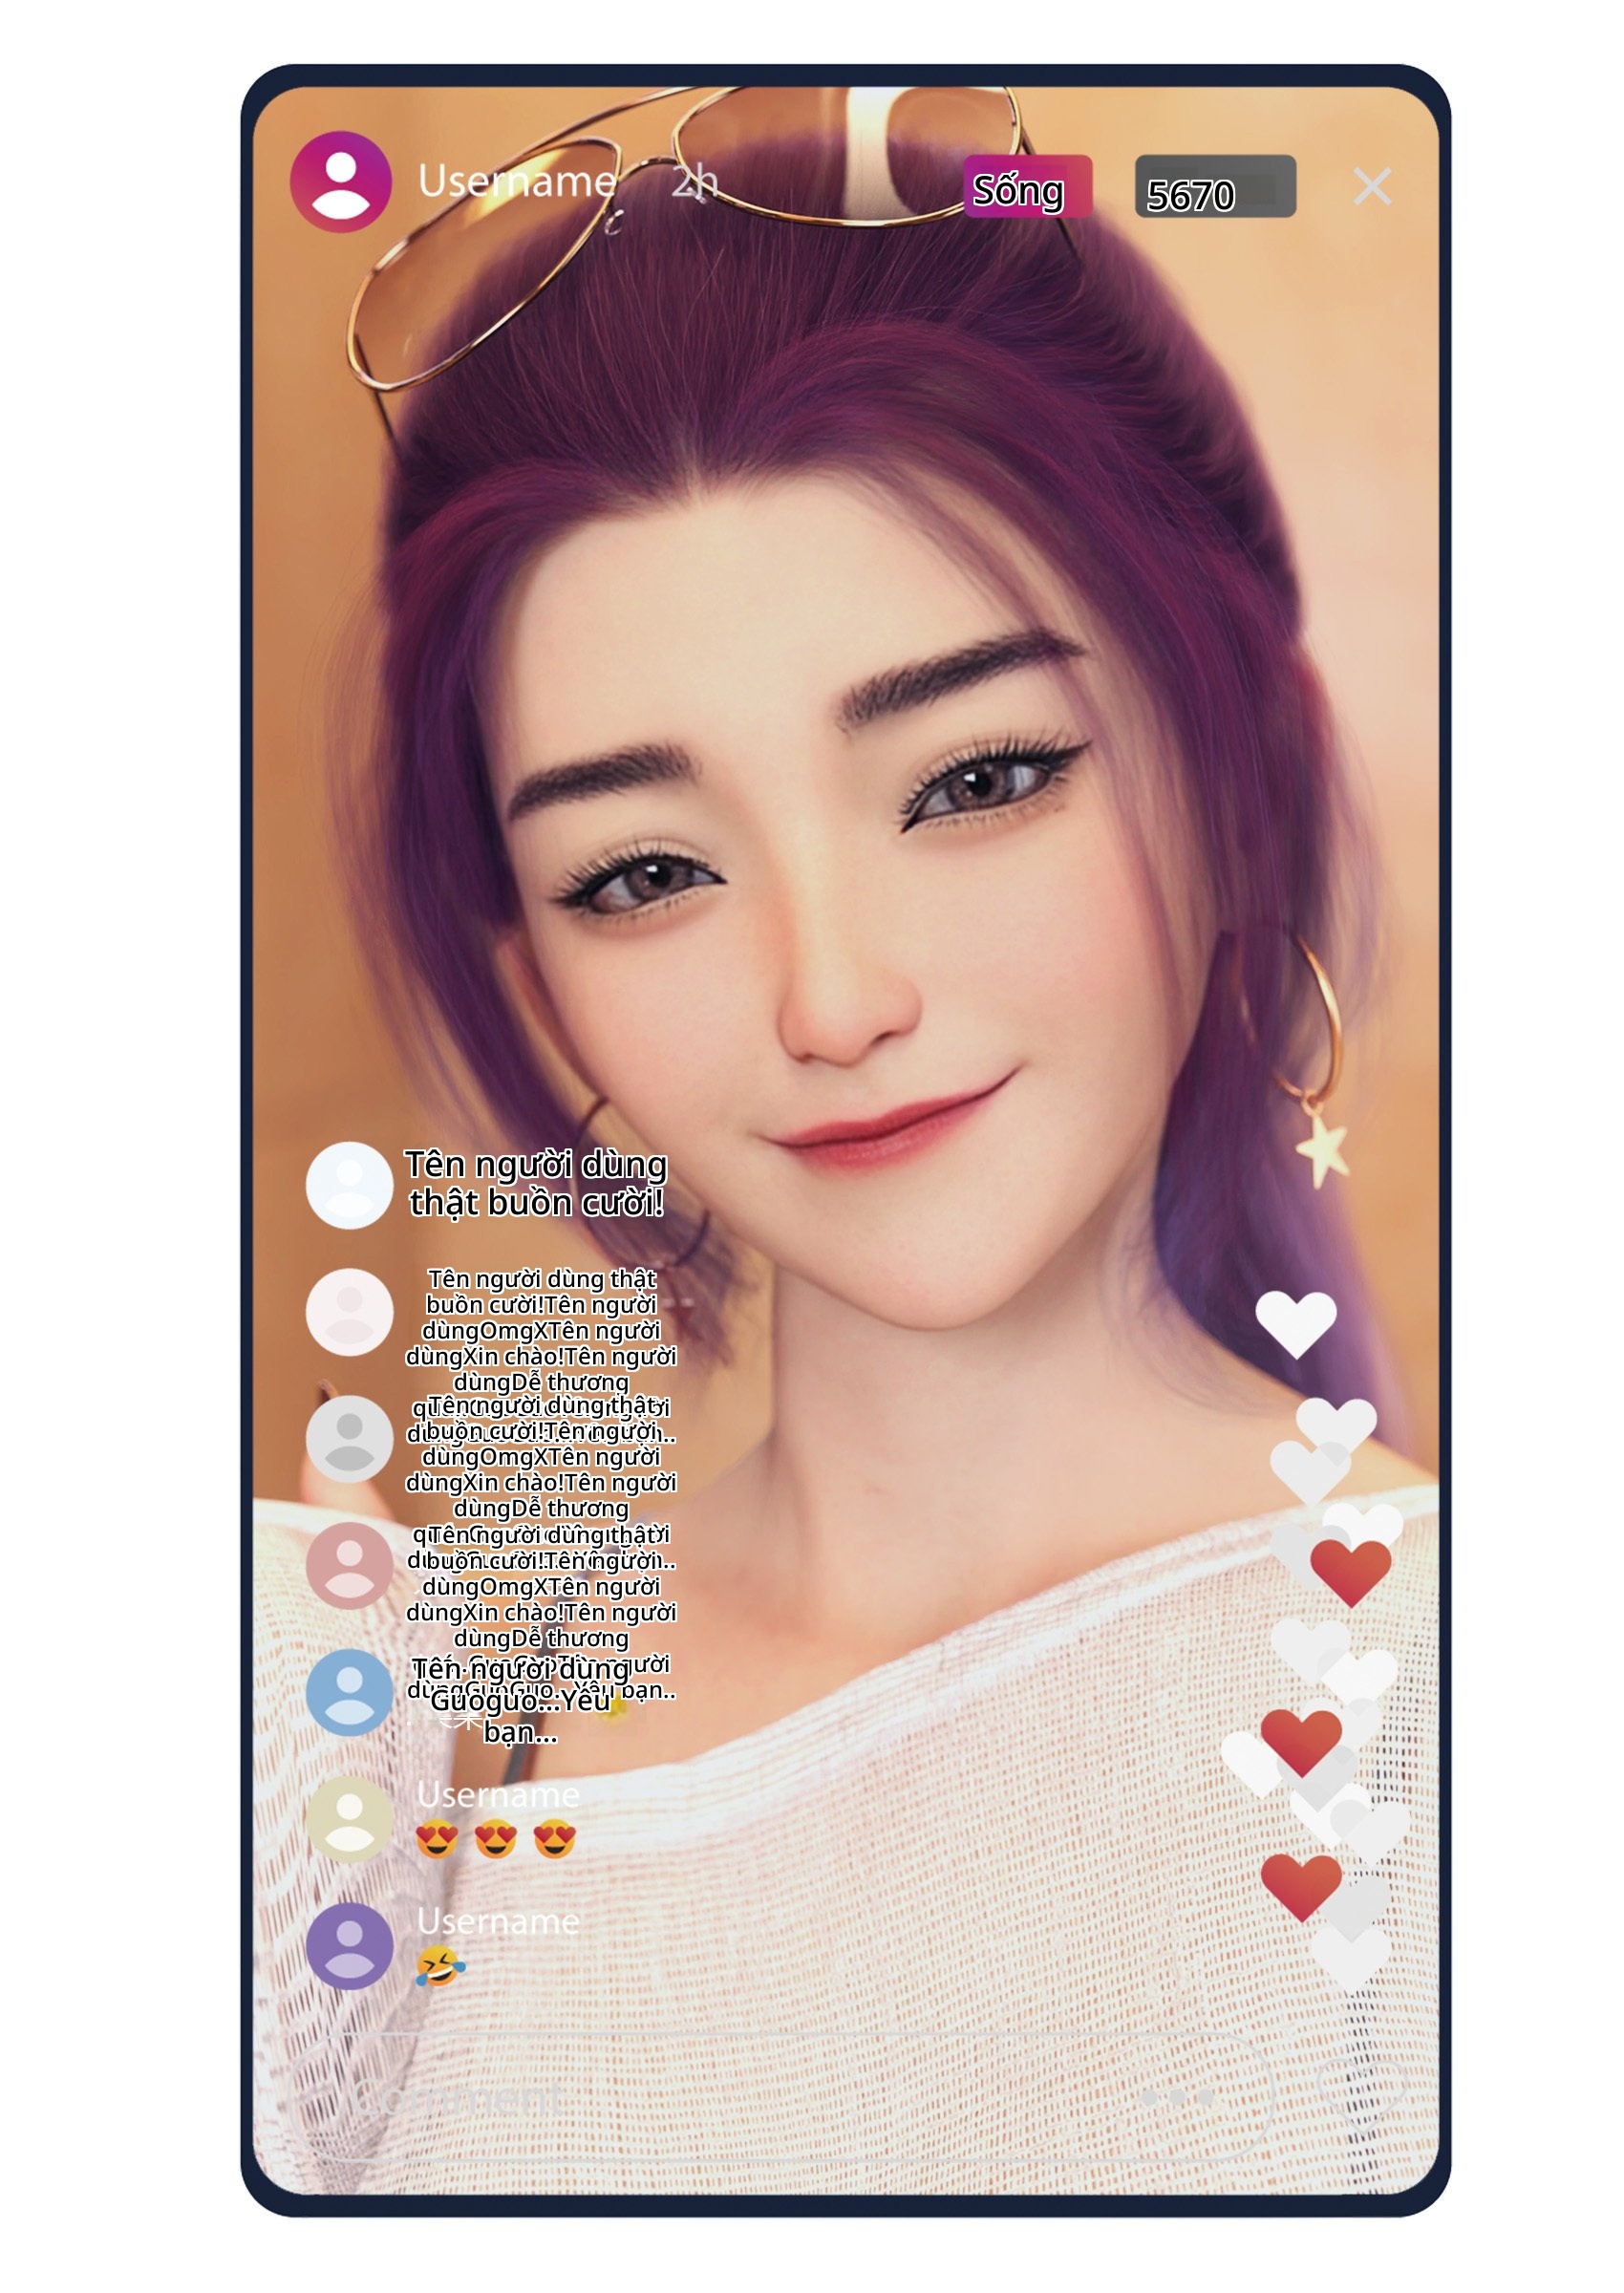 Username 2h Sống 5670
Tên người dùng
thật buồn cười!
Tên người dùng thật
buồn cười!Tên người
dùngOmgXTên người
dùngXin chào!Tên người
dùngDễ thương
Tên người dùng thật
buồn cười!Tên người
dùngOmgXTên người
dùngXin chào!Tên người
dùngDễ thương
Tên người dùng thật
buồn cười!Tên người
dùngOmgXTên người
dùngXin chào!Tên người
dùngDễ thương
Tên người dùng
Guoguo...Yêu
bạn...
Username
Username
Comment